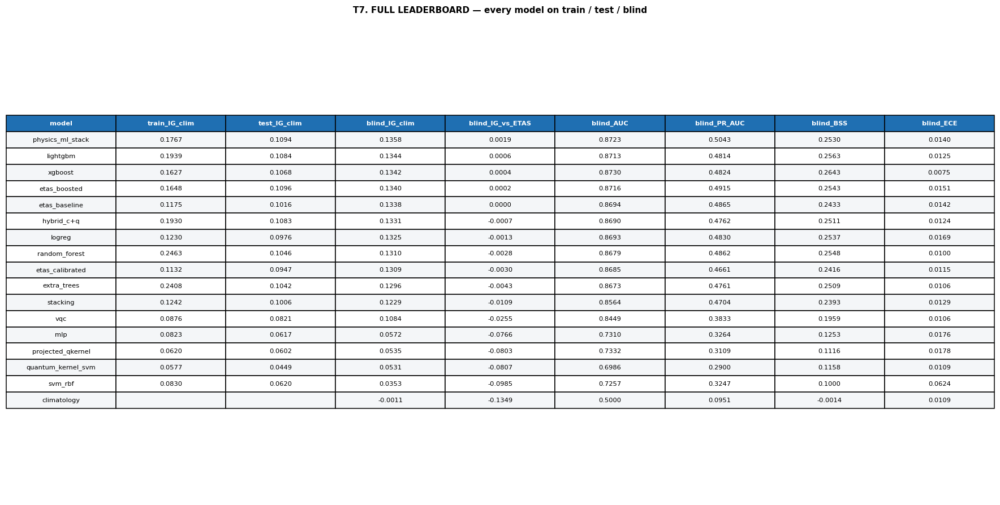 T7. FULL LEADERBOARD — every model on train / test / blind
model train_IG_clim test_IG_clim blind_IG_clim blind_IG_vs_ETAS blind_AUC blind_PR_AUC blind_BSS blind_ECE
physics_ml_stack 0.1767 0.1094 0.1358 0.0019 0.8723 0.5043 0.2530 0.0140
lightgbm 0.1939 0.1084 0.1344 0.0006 0.8713 0.4814 0.2563 0.0125
xgboost 0.1627 0.1068 0.1342 0.0004 0.8730 0.4824 0.2643 0.0075
etas_boosted 0.1648 0.1096 0.1340 0.0002 0.8716 0.4915 0.2543 0.0151
etas_baseline 0.1175 0.1016 0.1338 0.0000 0.8694 0.4865 0.2433 0.0142
hybrid_c+q 0.1930 0.1083 0.1331 -0.0007 0.8690 0.4762 0.2511 0.0124
logreg 0.1230 0.0976 0.1325 -0.0013 0.8693 0.4830 0.2537 0.0169
random_forest 0.2463 0.1046 0.1310 -0.0028 0.8679 0.4862 0.2548 0.0100
etas_calibrated 0.1132 0.0947 0.1309 -0.0030 0.8685 0.4661 0.2416 0.0115
extra_trees 0.2408 0.1042 0.1296 -0.0043 0.8673 0.4761 0.2509 0.0106
stacking 0.1242 0.1006 0.1229 -0.0109 0.8564 0.4704 0.2393 0.0129
vqc 0.0876 0.0821 0.1084 -0.0255 0.8449 0.3833 0.1959 0.0106
mlp 0.0823 0.0617 0.0572 -0.0766 0.7310 0.3264 0.1253 0.0176
projected_qkernel 0.0620 0.0602 0.0535 -0.0803 0.7332 0.3109 0.1116 0.0178
quantum_kernel_svm 0.0577 0.0449 0.0531 -0.0807 0.6986 0.2900 0.1158 0.0109
svm_rbf 0.0830 0.0620 0.0353 -0.0985 0.7257 0.3247 0.1000 0.0624
climatology -0.0011 -0.1349 0.5000 0.0951 -0.0014 0.0109